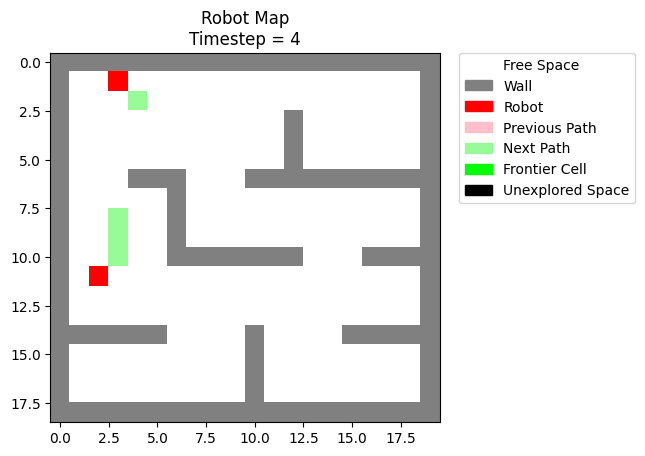 Robot Map
Timestep = 4
0.0
2.5
5.0
7.5
10.0
12.5
15.0
17.5
0.0
2.5
5.0
7.5
10.0
12.5
15.0
17.5
Free Space
Wall
Robot
Previous Path
Next Path
Frontier Cell
Unexplored Space